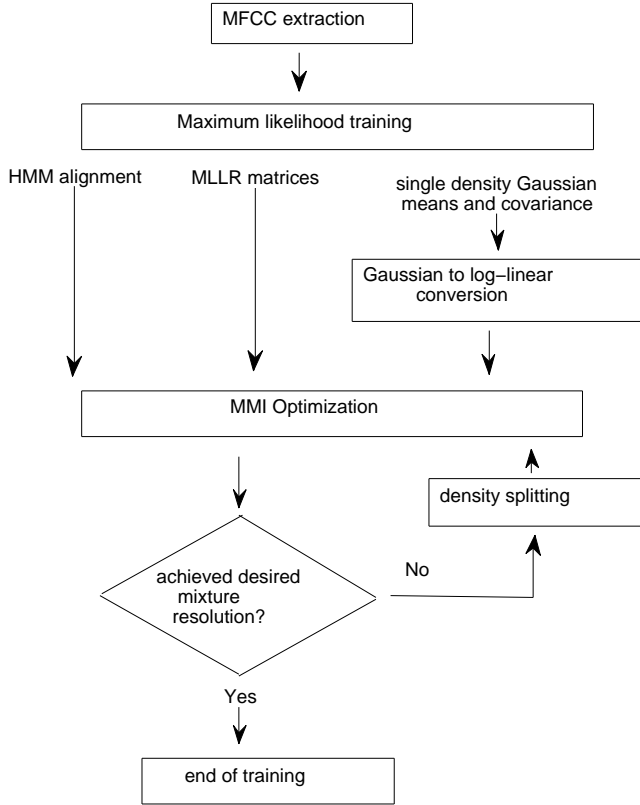 MFCC extraction
Maximum likelihood training
HMM alignment
MLLR matrices
single density Gaussian
means and covariance
Gaussian to log−linear
conversion
MMI Optimization
density splitting
achieved desired
mixture
resolution?
No
Yes
end of training